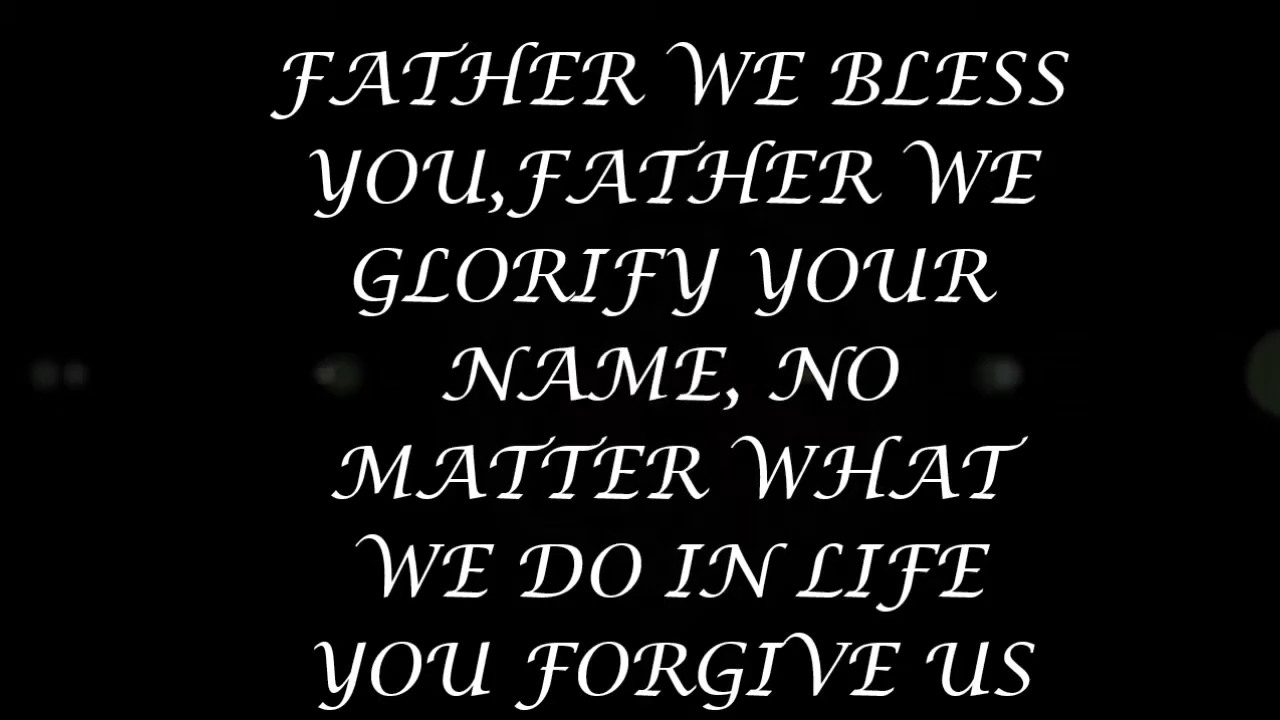 FATHER WE BLESS
YOU,FATHER WE
GLORIFY YOUR
NAME, NO
MATTER WHAT
WE DO IN LIFE
YOU FORGIVE US